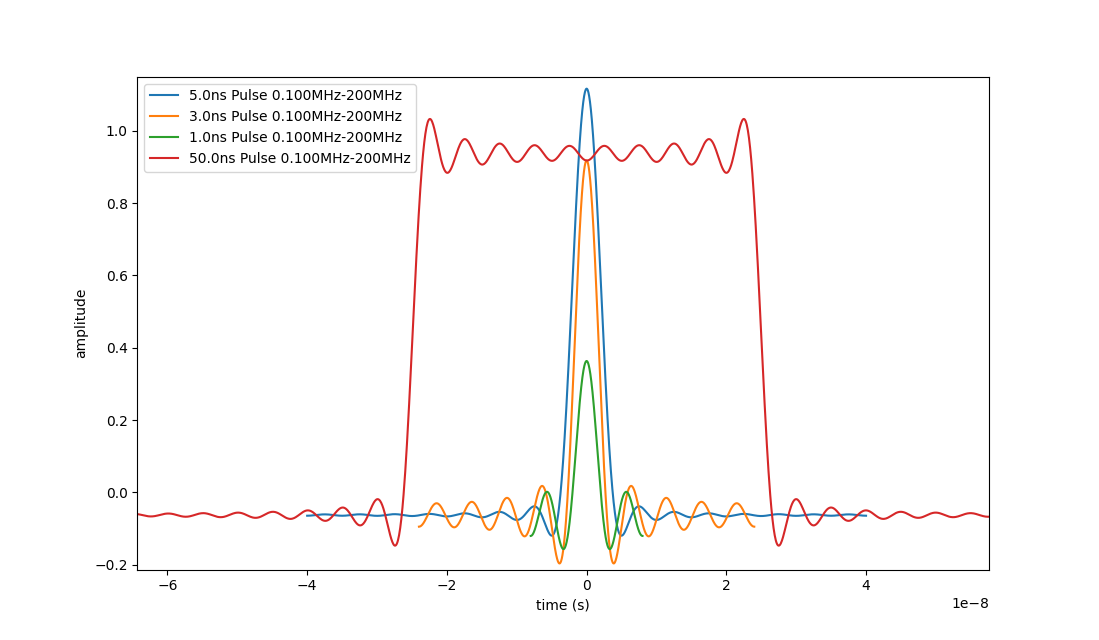 5.0ns Pulse 0.100MHz-200MHz
3.0ns Pulse 0.100MHz-200MHz
1.0ns Pulse 0.100MHz-200MHz
50.0ns Pulse 0.100MHz-200MHz
1.0
0.8
0.6
0.4
0.2
0.0
−0.2
amplitude
−6 −4 −2 0 2 4
time (s)
1e−8